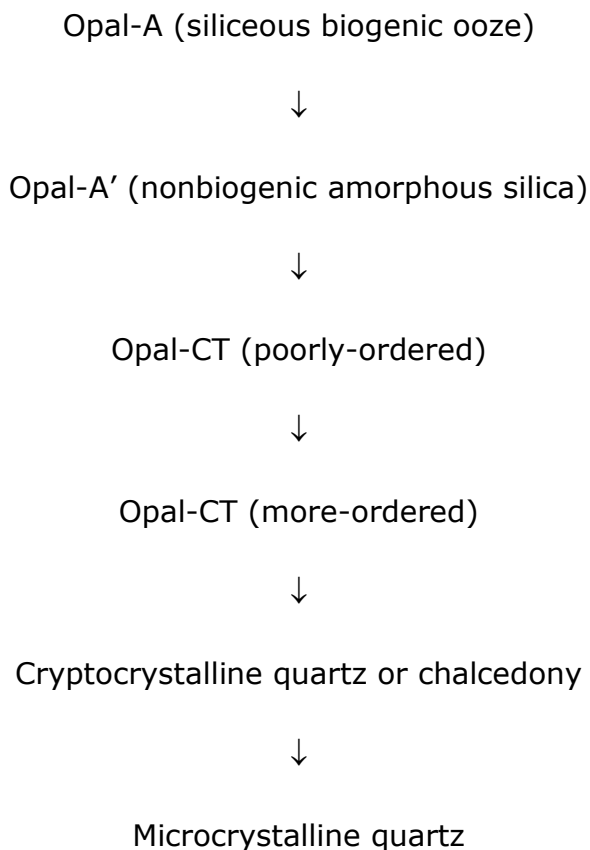 Opal-A (siliceous biogenic ooze)
↓
Opal-A′ (nonbiogenic amorphous silica)
↓
Opal-CT (poorly-ordered)
↓
Opal-CT (more-ordered)
↓
Cryptocrystalline quartz or chalcedony
↓
Microcrystalline quartz